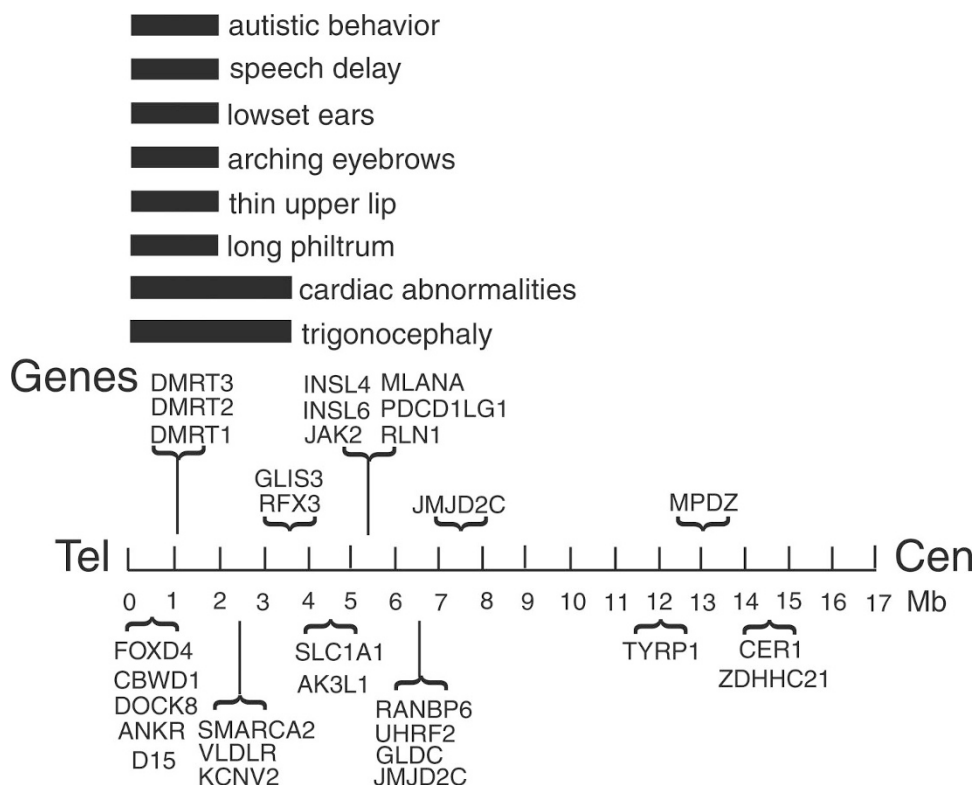 autistic behavior
speech delay
lowset ears
arching eyebrows
thin upper lip
long philtrum
cardiac abnormalities
trigonocephaly
Genes
DMRT3
DMRT2
DMRT1
INSL4 MLANA
INSL6 PDCD1LG1
JAK2 RLN1
GLIS3
RFX3
JMJD2C
MPDZ
Tel Cen
0 1 2 3 4 5 6 7 8 9 10 11 12 13 14 15 16 17 Mb
FOXD4
CBWD1
DOCK8
ANKR
D15
SMARCA2
VLDLR
KCNV2
SLC1A1
AK3L1
RANBP6
UHRF2
GLDC
JMJD2C
TYRP1
CER1
ZDHHC21